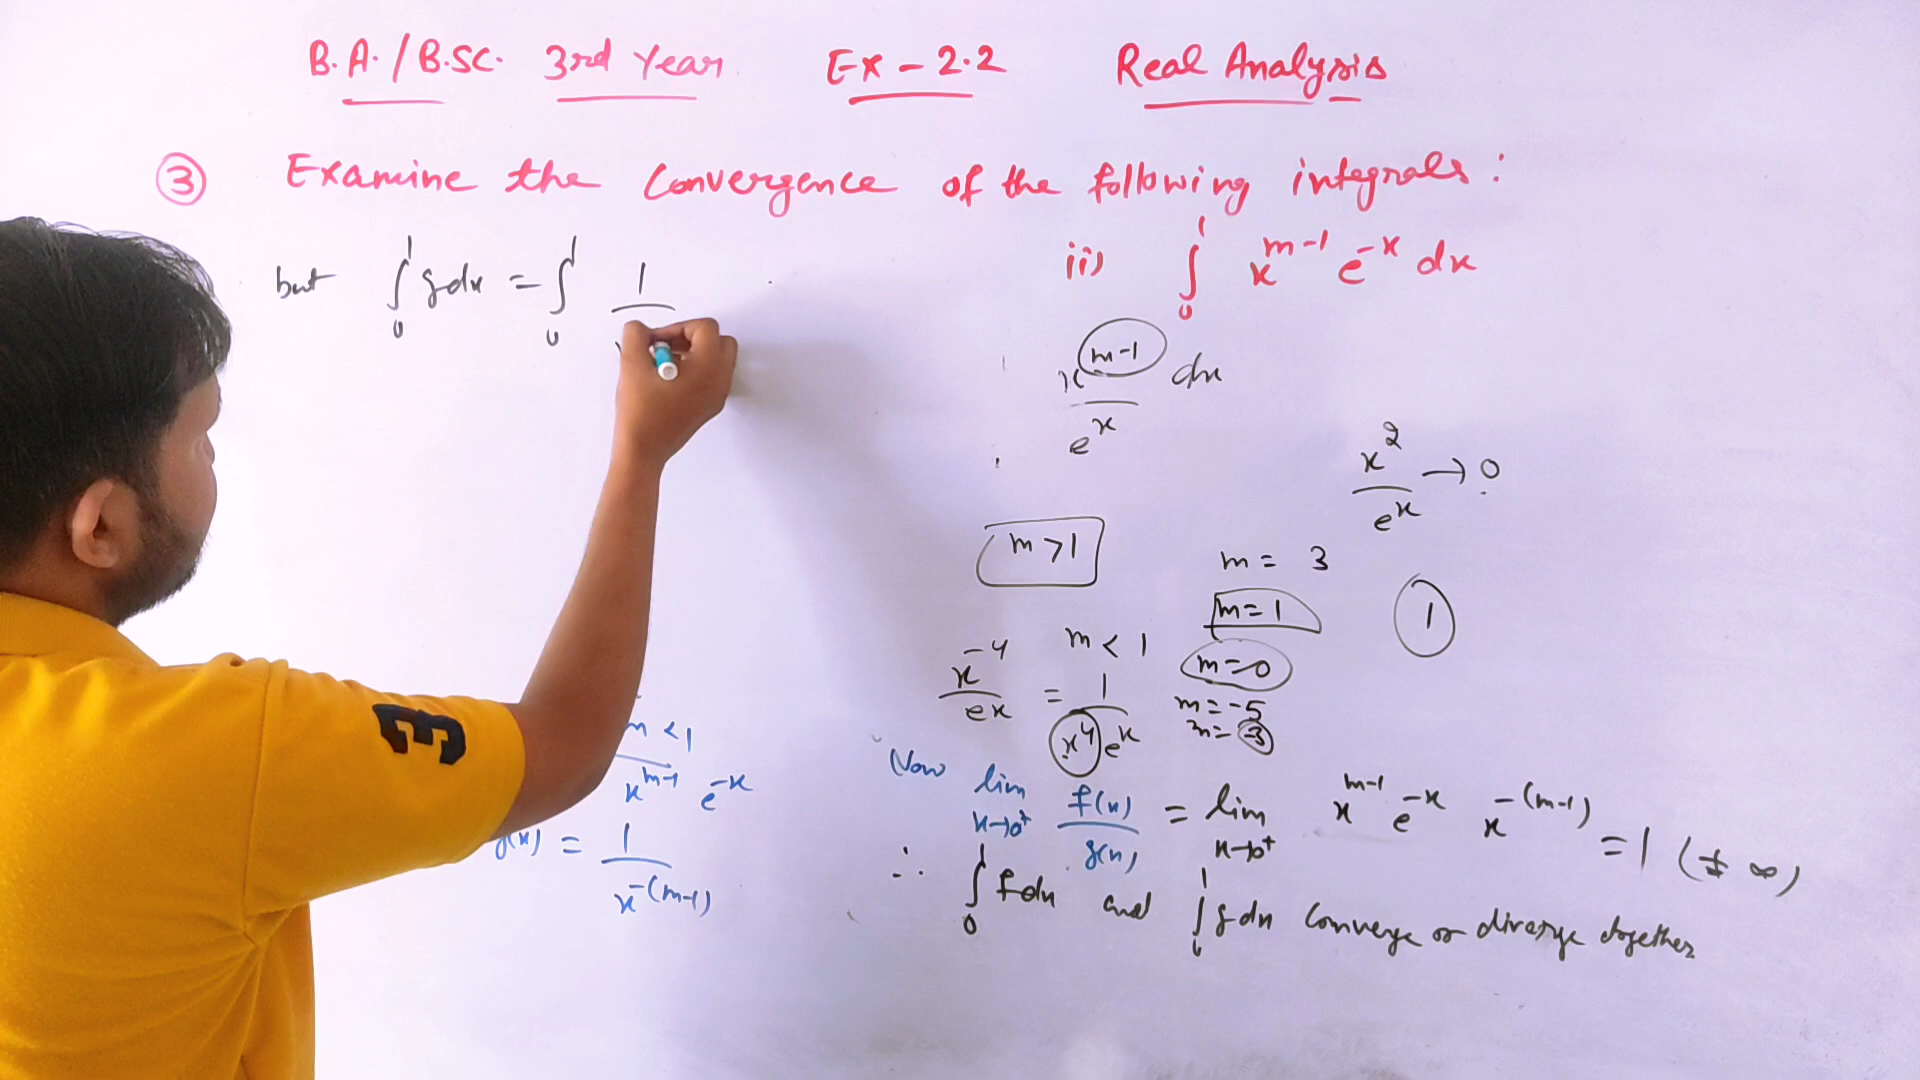 B.A./B.Sc. 3rd Year Ex-2.2 Real Analysis
③ Examine the Convergence of the following integrals:
ii) ∫₀¹ x^{m-1} e^{-x} dx
but ∫₀¹ g dx = ∫₀¹ 1
x^{m-1} / e^x dx
x² / e^x → 0
m > 1
m = 3
m = 1
1
m < 1
m = 0
x^{-4} / e^x = 1 / x⁴ e^x
m = -5
m = -3
m < 1
x^{m-1} e^{-x}
g(x) = 1 / x^{-(m-1)}
Now lim x→0⁺ f(x) / g(x) = lim x→0⁺ x^{m-1} e^{-x} x^{-(m-1)} = 1 (≠ ∞)
∴ ∫₀¹ f dx and ∫₀¹ g dx Converge or diverge together
3